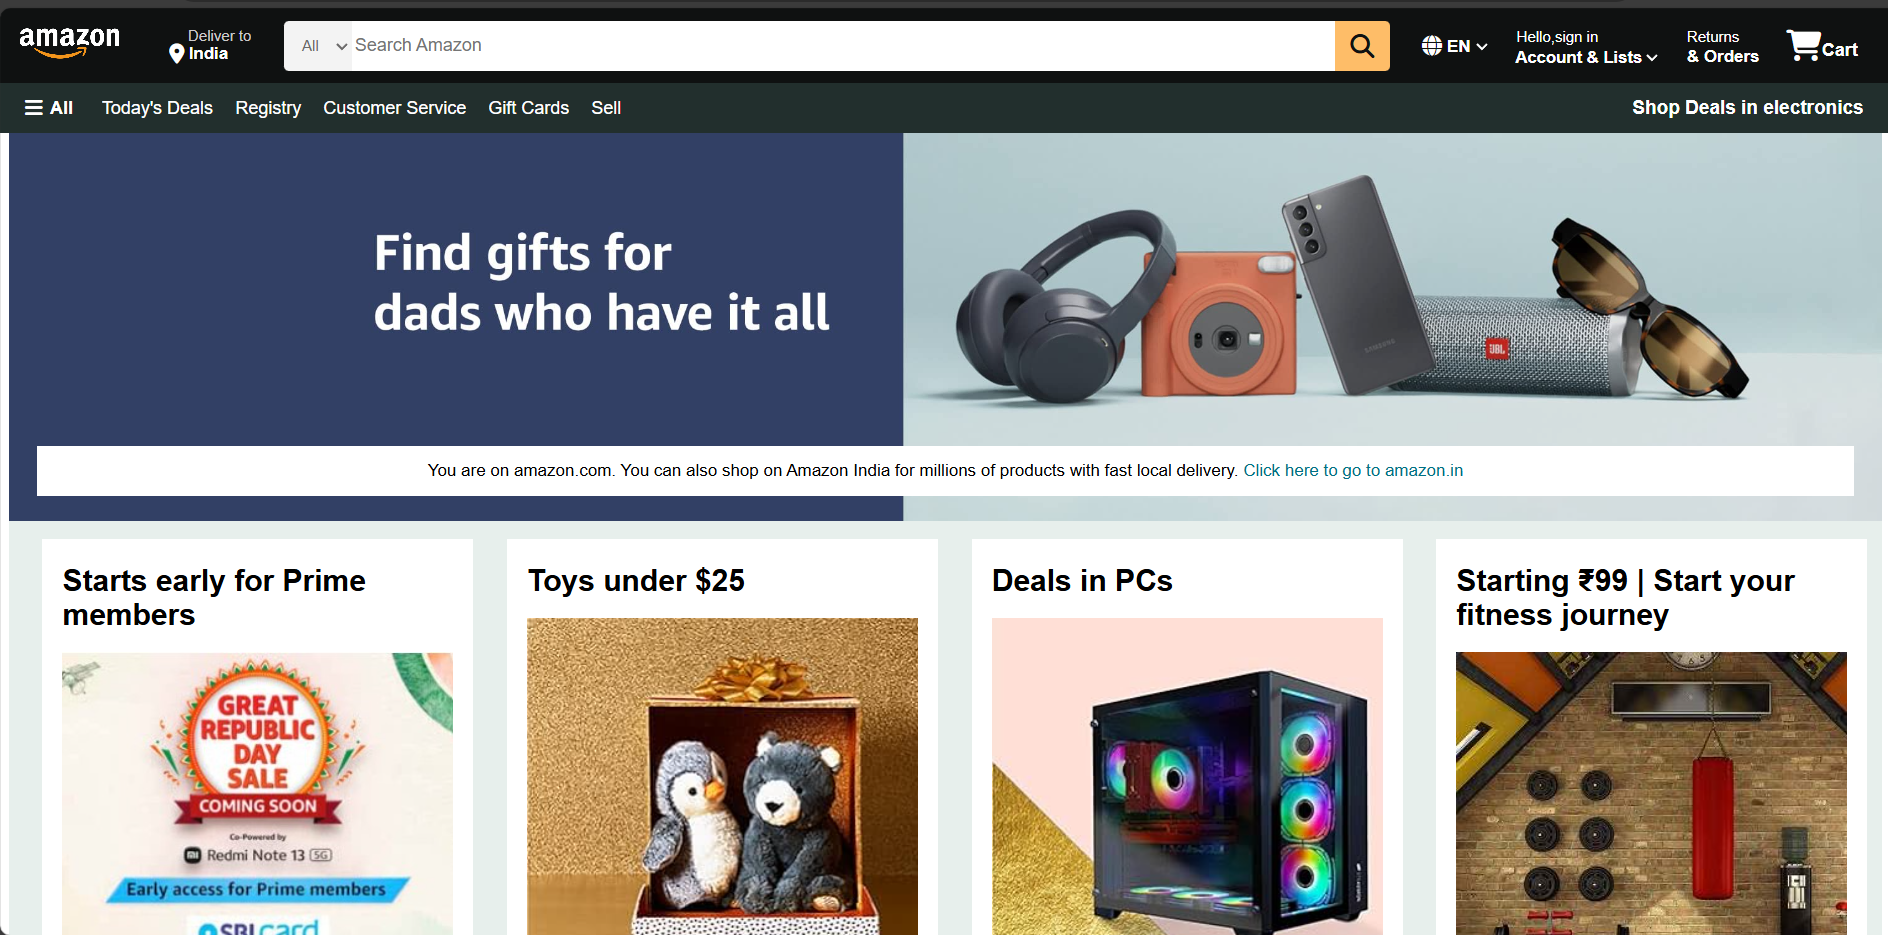 amazon
Deliver to
India
All
Search Amazon
EN
Hello,sign in
Account & Lists
Returns
& Orders
Cart
All
Today's Deals
Registry
Customer Service
Gift Cards
Sell
Shop Deals in electronics
Find gifts for
dads who have it all
SAMSUNG
JBL
You are on amazon.com. You can also shop on Amazon India for millions of products with fast local delivery. Click here to go to amazon.in
Starts early for Prime
members
GREAT
REPUBLIC
DAY
SALE
COMING SOON
Co-Powered by
Redmi Note 13 5G
Early access for Prime members
SBI card
Toys under $25
Deals in PCs
Starting ₹99 | Start your
fitness journey